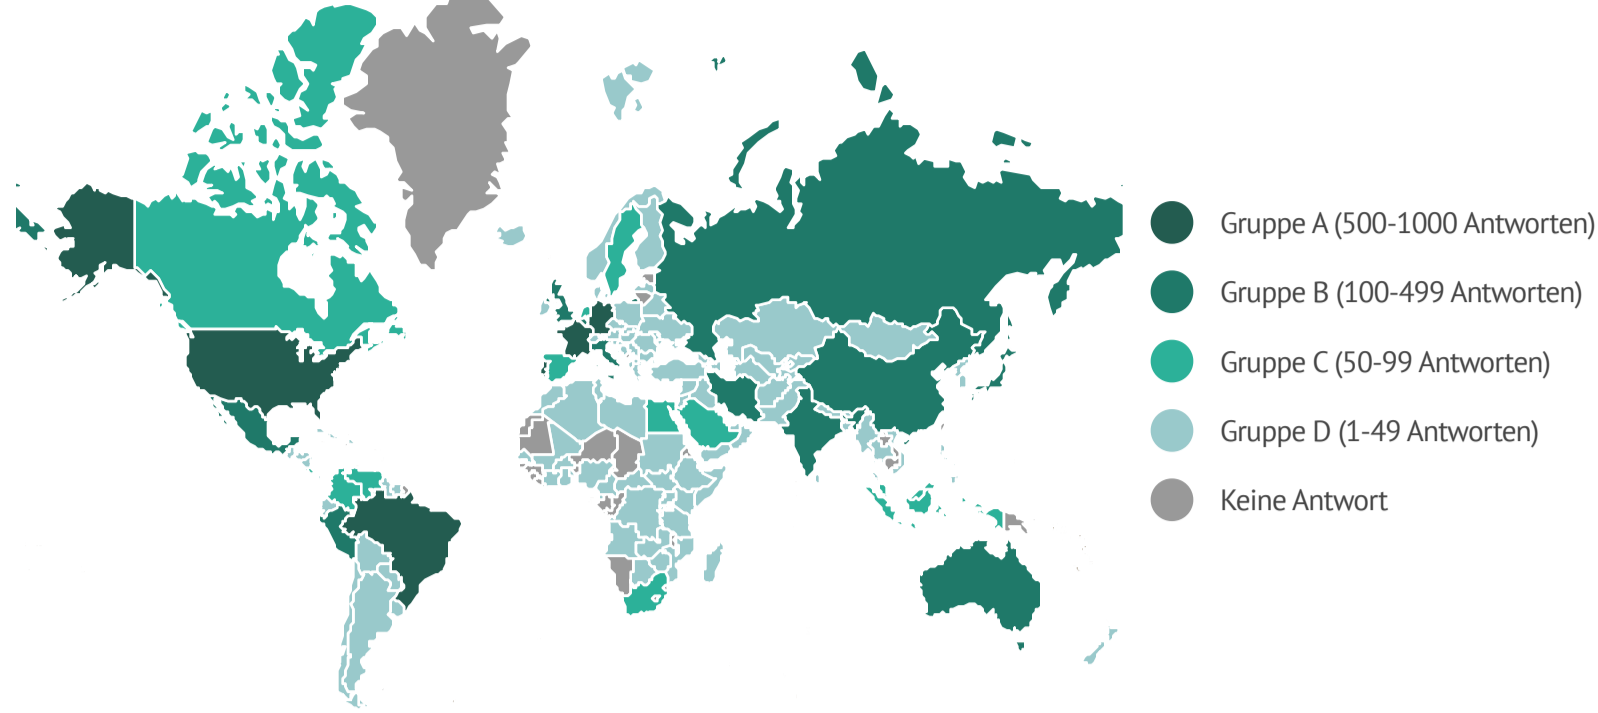 Gruppe A (500-1000 Antworten)
Gruppe B (100-499 Antworten)
Gruppe C (50-99 Antworten)
Gruppe D (1-49 Antworten)
Keine Antwort